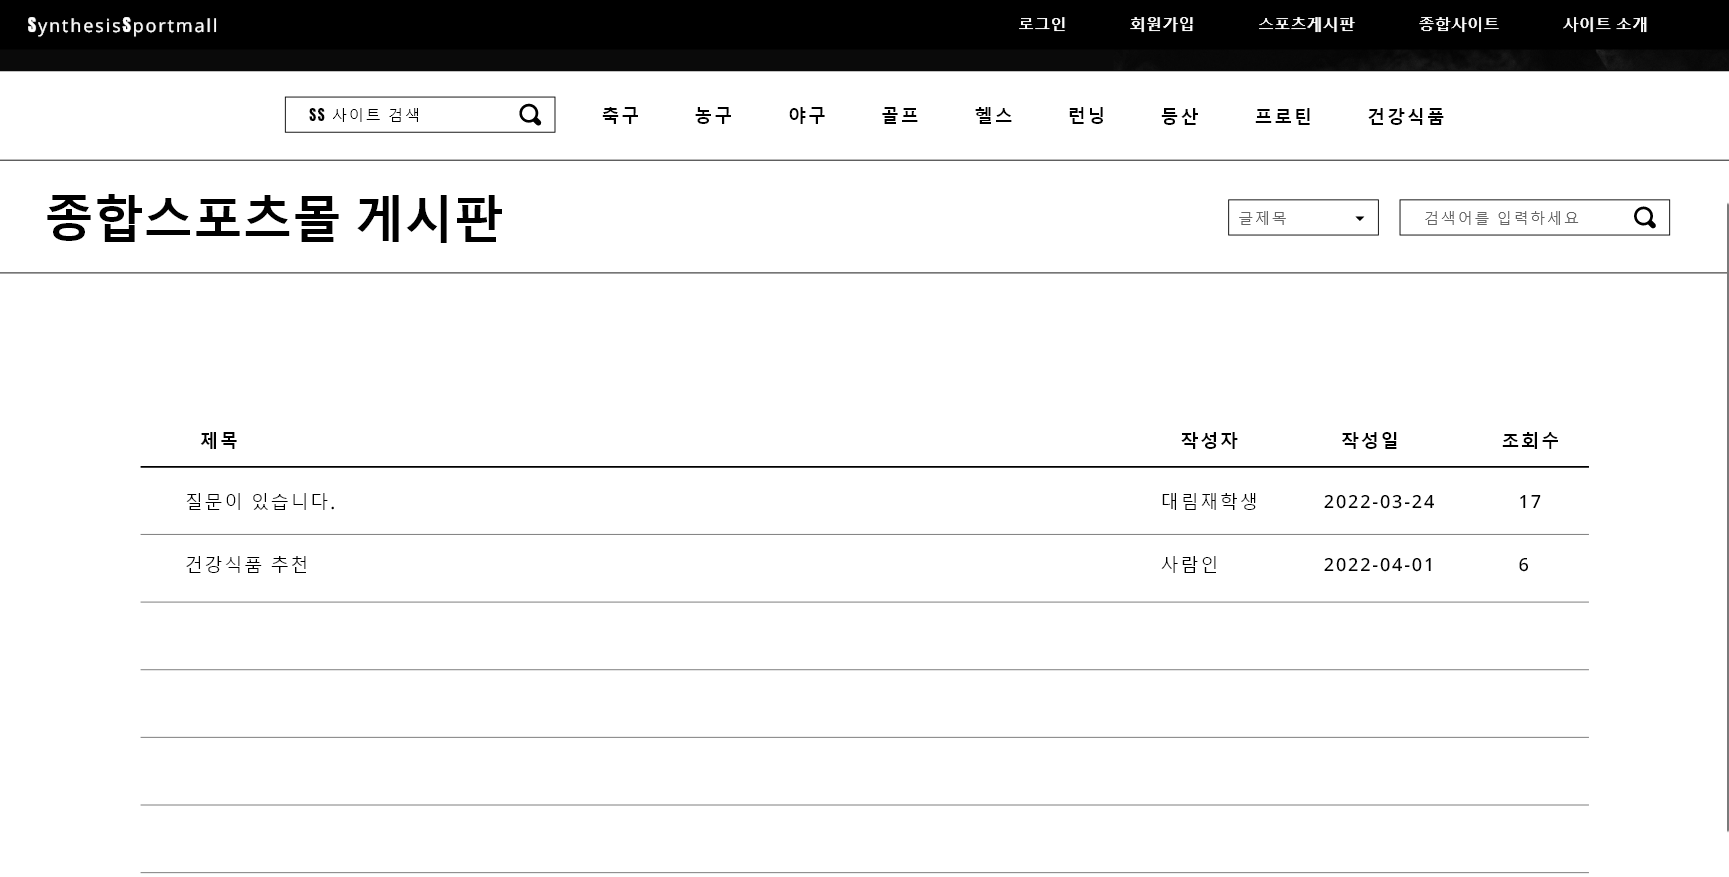 SynthesisSportmall 로그인 회원가입 스포츠게시판 종합사이트 사이트 소개
SS 사이트 검색 축구 농구 야구 골프 헬스 런닝 등산 프로틴 건강식품
종합스포츠몰 게시판 글제목 검색어를 입력하세요
제목 작성자 작성일 조회수
질문이 있습니다. 대림재학생 2022-03-24 17
건강식품 추천 사람인 2022-04-01 6